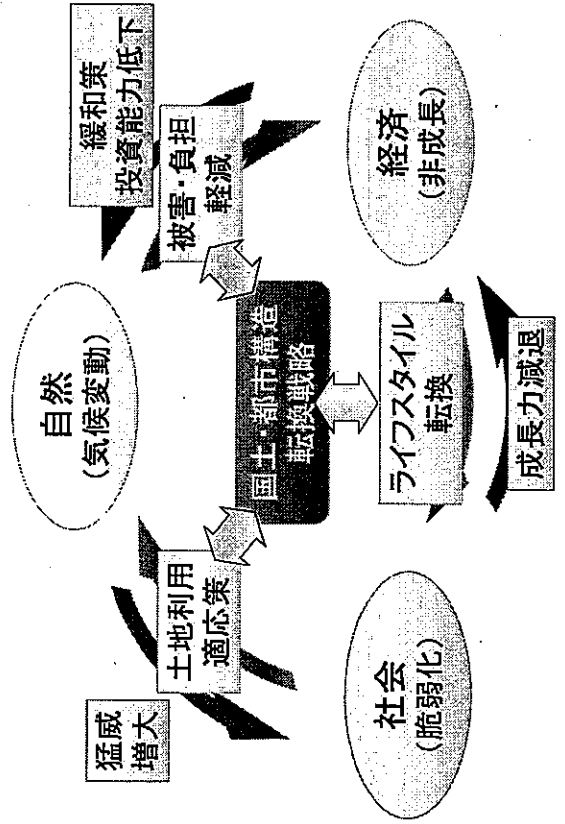 自然
(気候変動)
猛威
増大
土地利用
適応策
緩和策
投資能力低下
被害・負担
軽減
国土・都市構造
転換戦略
社会
(脆弱化)
ライフスタイル
転換
成長力減退
経済
(非成長)